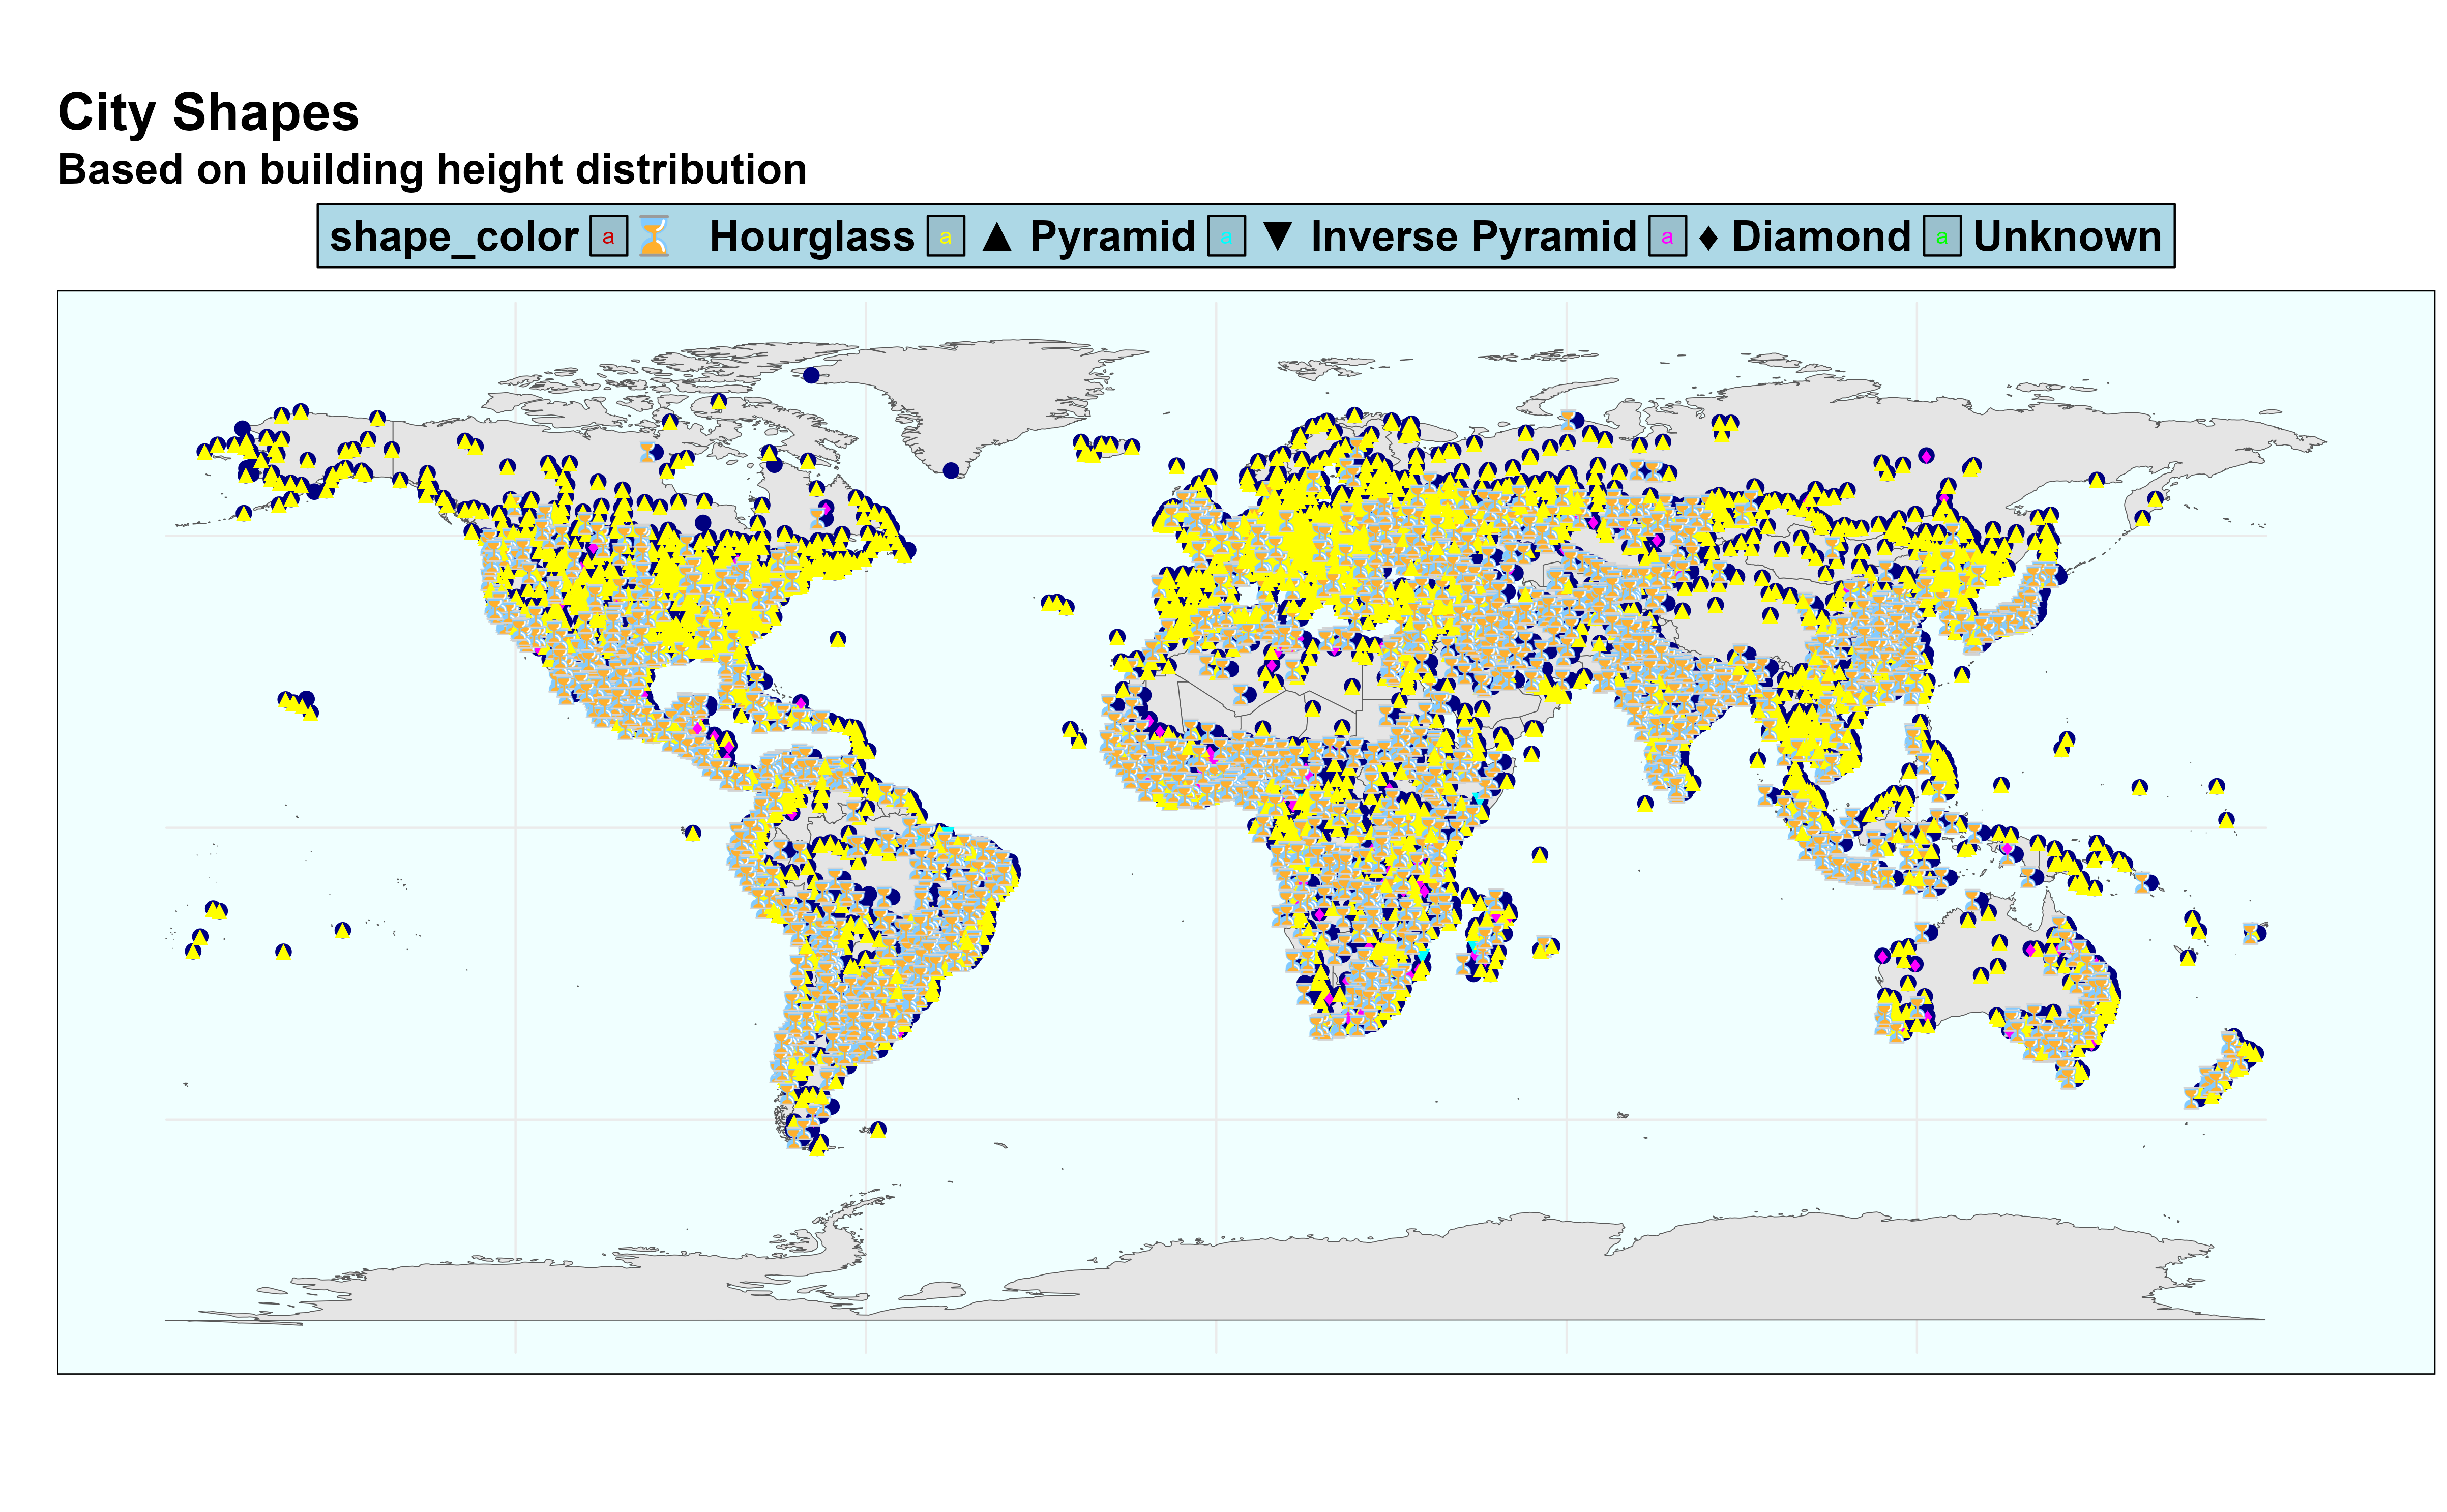 City Shapes
Based on building height distribution
shape_color a ⌛ Hourglass a ▲ Pyramid a ▼ Inverse Pyramid a ♦ Diamond a Unknown